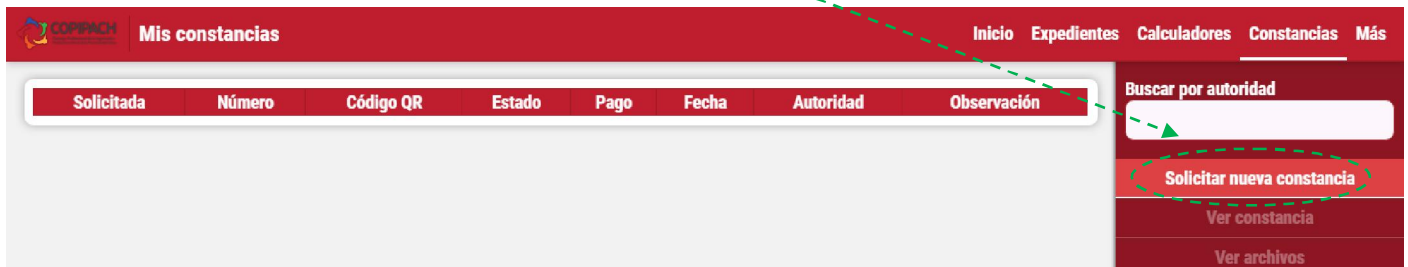 COPIPACH Mis constancias Inicio Expedientes Calculadores Constancias Más
Solicitada Número Código QR Estado Pago Fecha Autoridad Observación
Buscar por autoridad
Solicitar nueva constancia
Ver constancia
Ver archivos